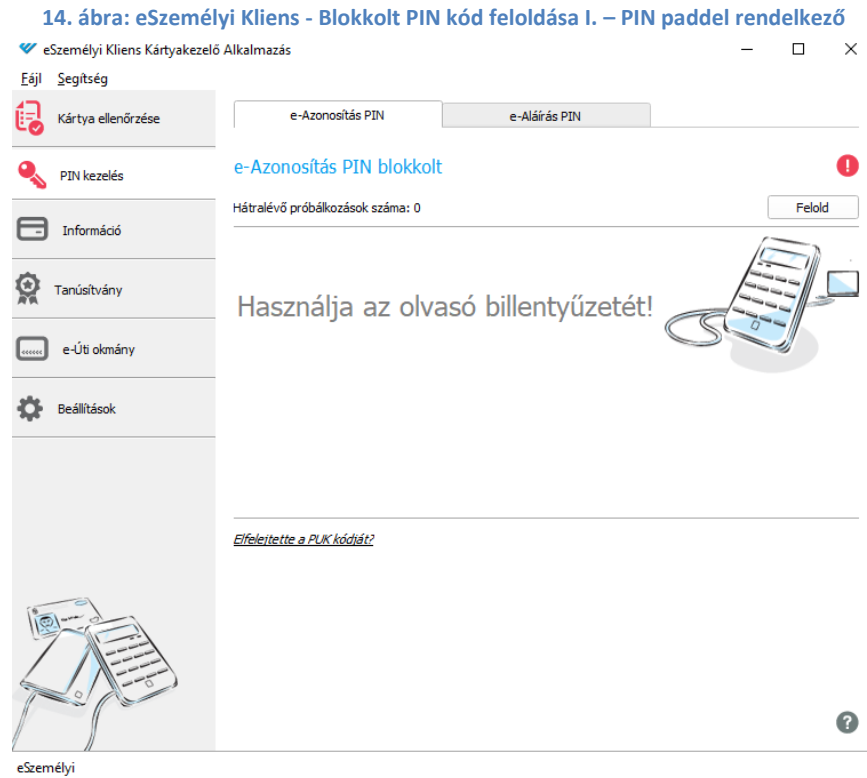 14. ábra: eSzemélyi Kliens - Blokkolt PIN kód feloldása I. – PIN paddel rendelkező
eSzemélyi Kliens Kártyakezelő Alkalmazás
Fájl Segítség
Kártya ellenőrzése
PIN kezelés
Információ
Tanúsítvány
e-Úti okmány
Beállítások
e-Azonosítás PIN e-Aláírás PIN
e-Azonosítás PIN blokkolt
Hátralévő próbálkozások száma: 0 Felold
Használja az olvasó billentyűzetét!
Elfelejtette a PUK kódját?
eSzemélyi